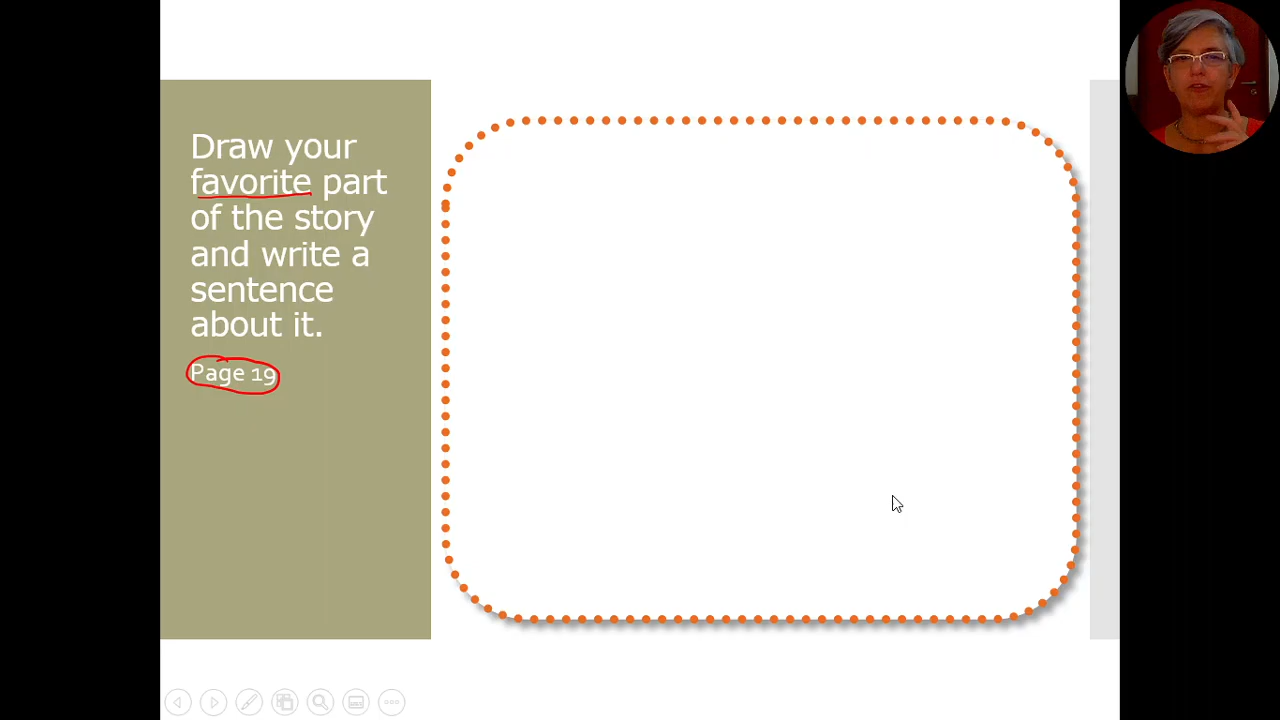 Draw your
favorite part
of the story
and write a
sentence
about it.
Page 19